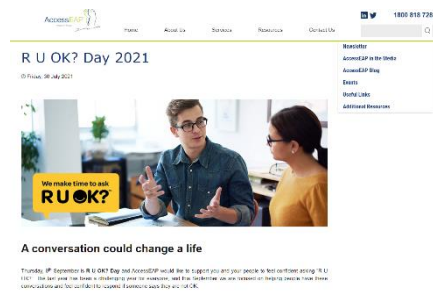 AccessEAP
1800 818 728
Home
About Us
Services
Resources
Contact Us
R U OK? Day 2021
Friday, 30 July 2021
Newsletter
AccessEAP in the Media
AccessEAP Blog
Events
Useful Links
Additional Resources
We make time to ask
R U OK?
A conversation could change a life
Thursday, 9th September is R U OK? Day and AccessEAP would like to support you and your people to feel confident asking "R U
OK?". The last year has been a challenging year for everyone, and this September we are focused on helping people have these
conversations and feel confident to respond if someone says they are not OK.